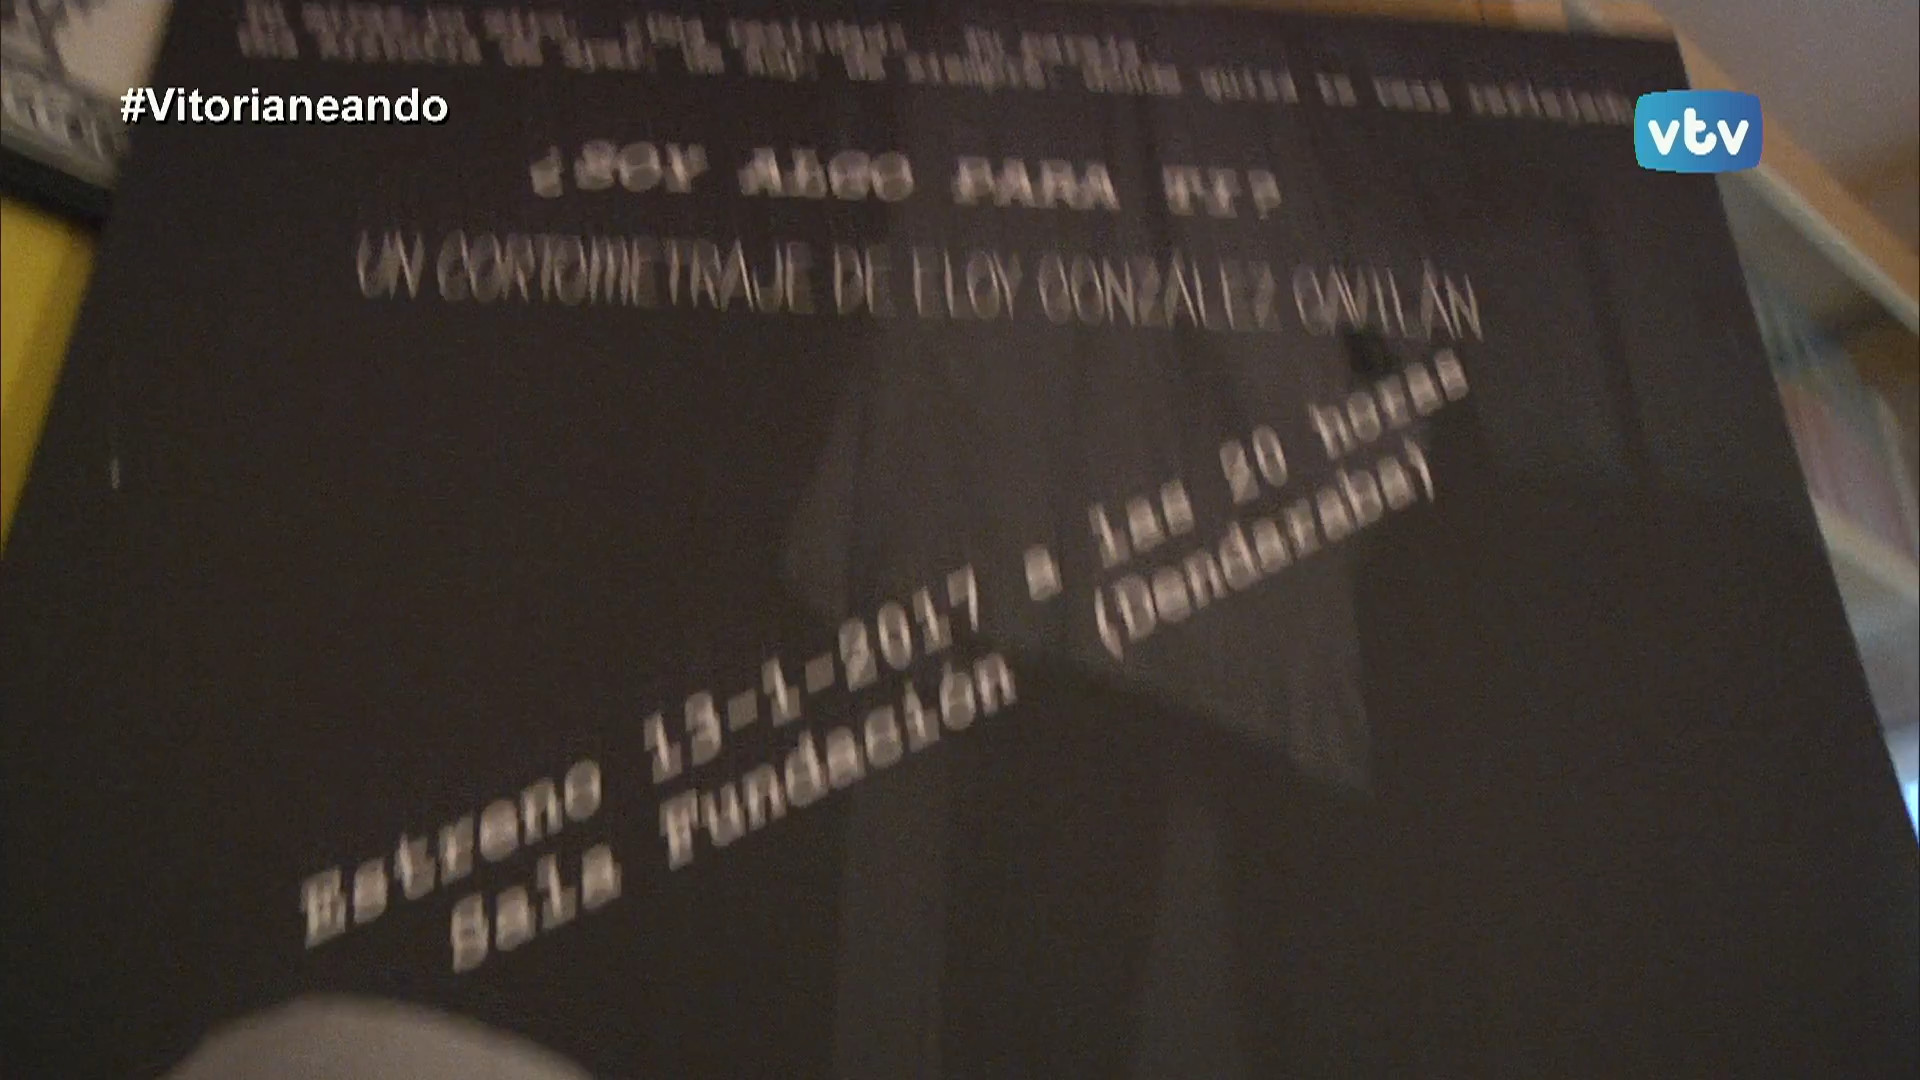 #Vitorianeando
vtv
¿SOY ALGO PARA TI?
UN CORTOMETRAJE DE ELOY GONZÁLEZ GAVILÁN
Estreno 13-1-2017 a las 20 horas
Sala Fundación (Dendaraba)